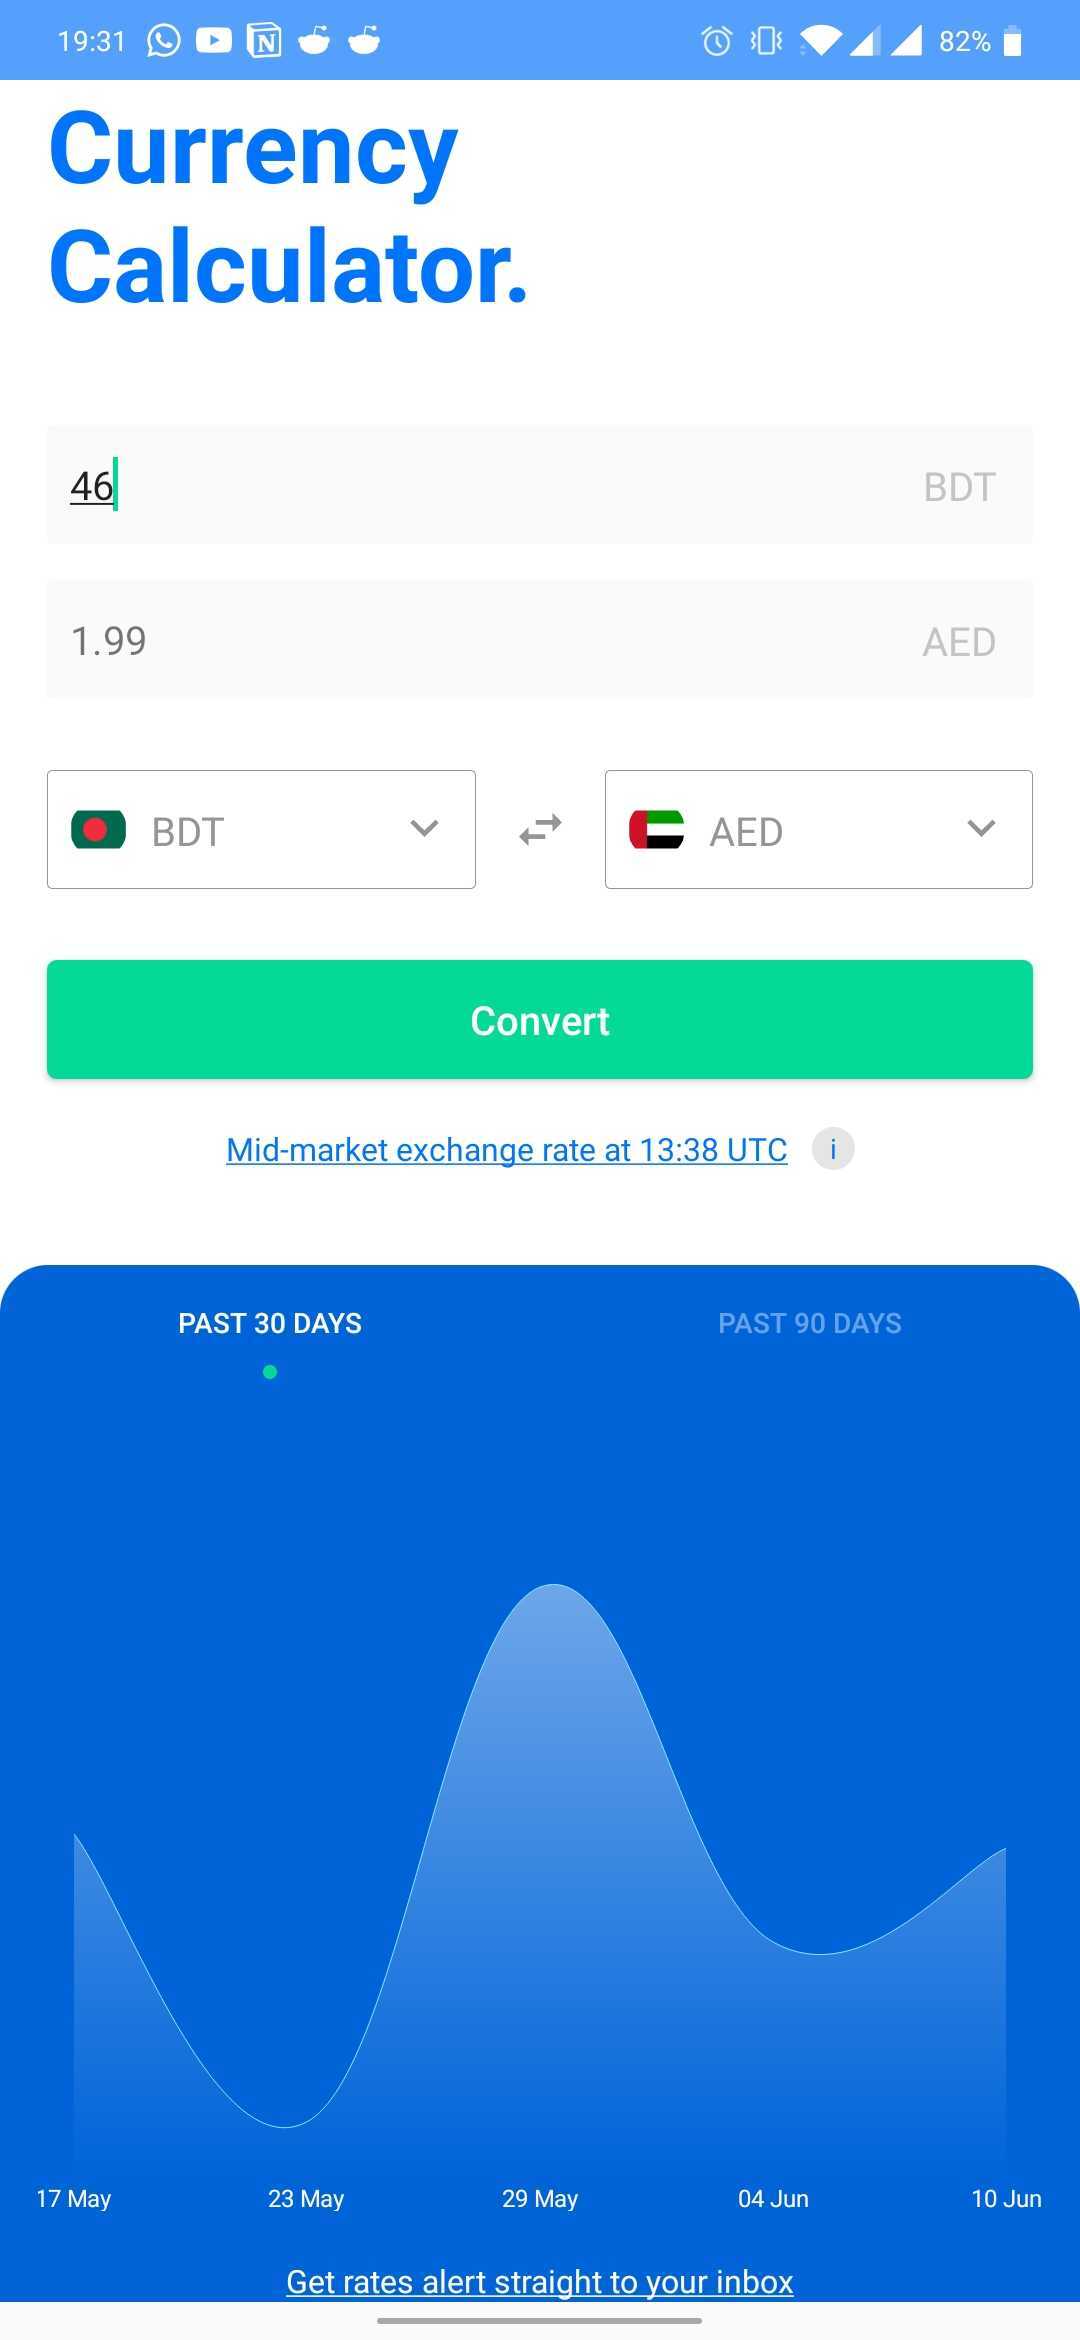 19:31 82%
Currency
Calculator.
46 BDT
1.99 AED
BDT AED
Convert
Mid-market exchange rate at 13:38 UTC i
PAST 30 DAYS PAST 90 DAYS
17 May 23 May 29 May 04 Jun 10 Jun
Get rates alert straight to your inbox